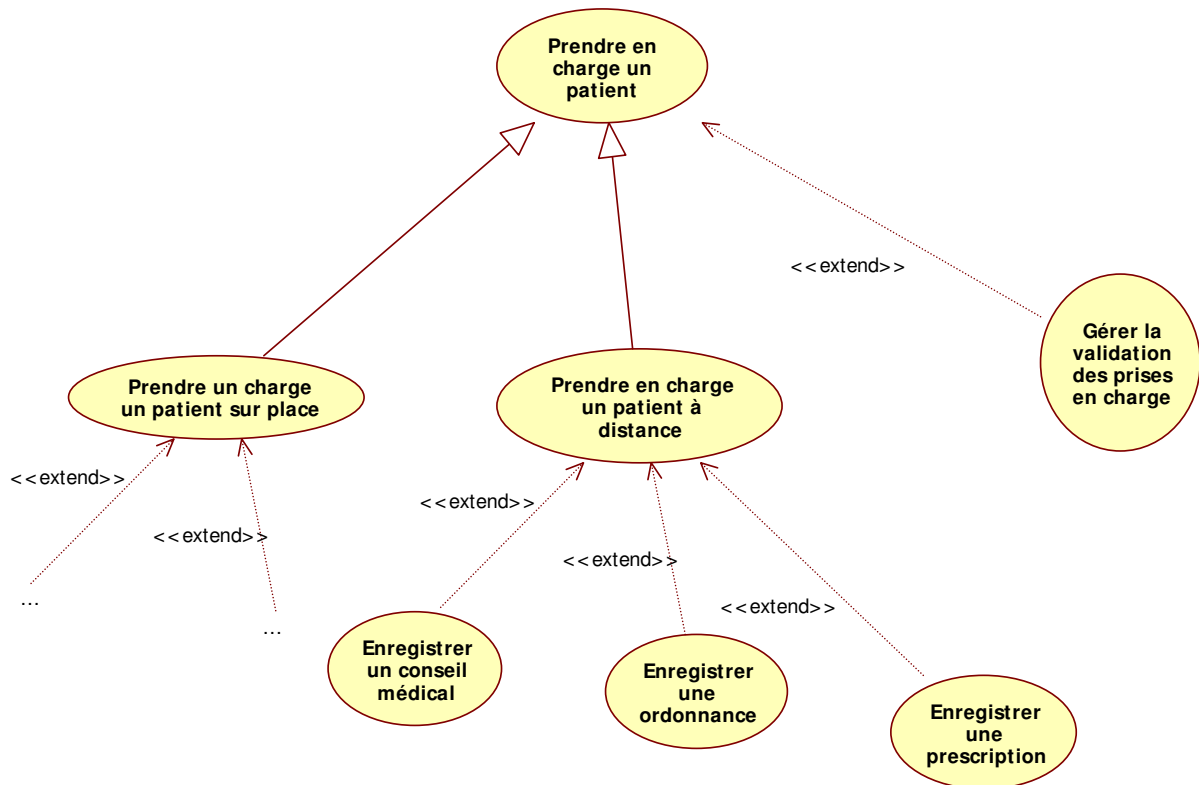 Prendre en
charge un
patient
<<extend>>
Gérer la
validation
des prises
en charge
Prendre un charge
un patient sur place
Prendre en charge
un patient à
distance
<<extend>>
<<extend>>
<<extend>>
<<extend>>
<<extend>>
...
...
Enregistrer
un conseil
médical
Enregistrer
une
ordonnance
Enregistrer
une
prescription